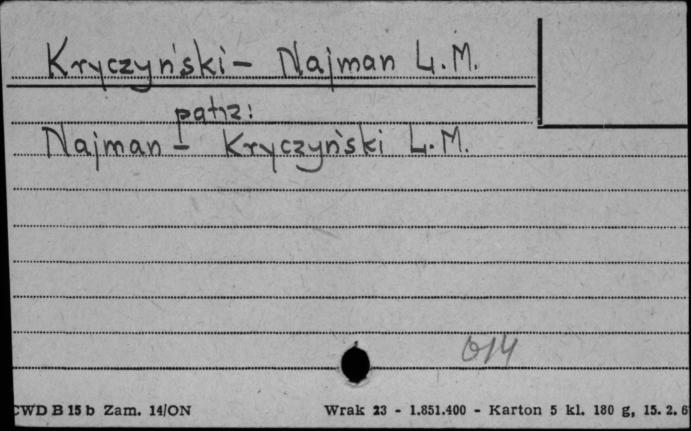 Kryczyński - Najman L.M.
patrz:
Najman - Kryczyński L.M.
614
CWD B 15 b Zam. 14/ON Wrak 23 - 1.851.400 - Karton 5 kl. 180 g, 15. 2. 6